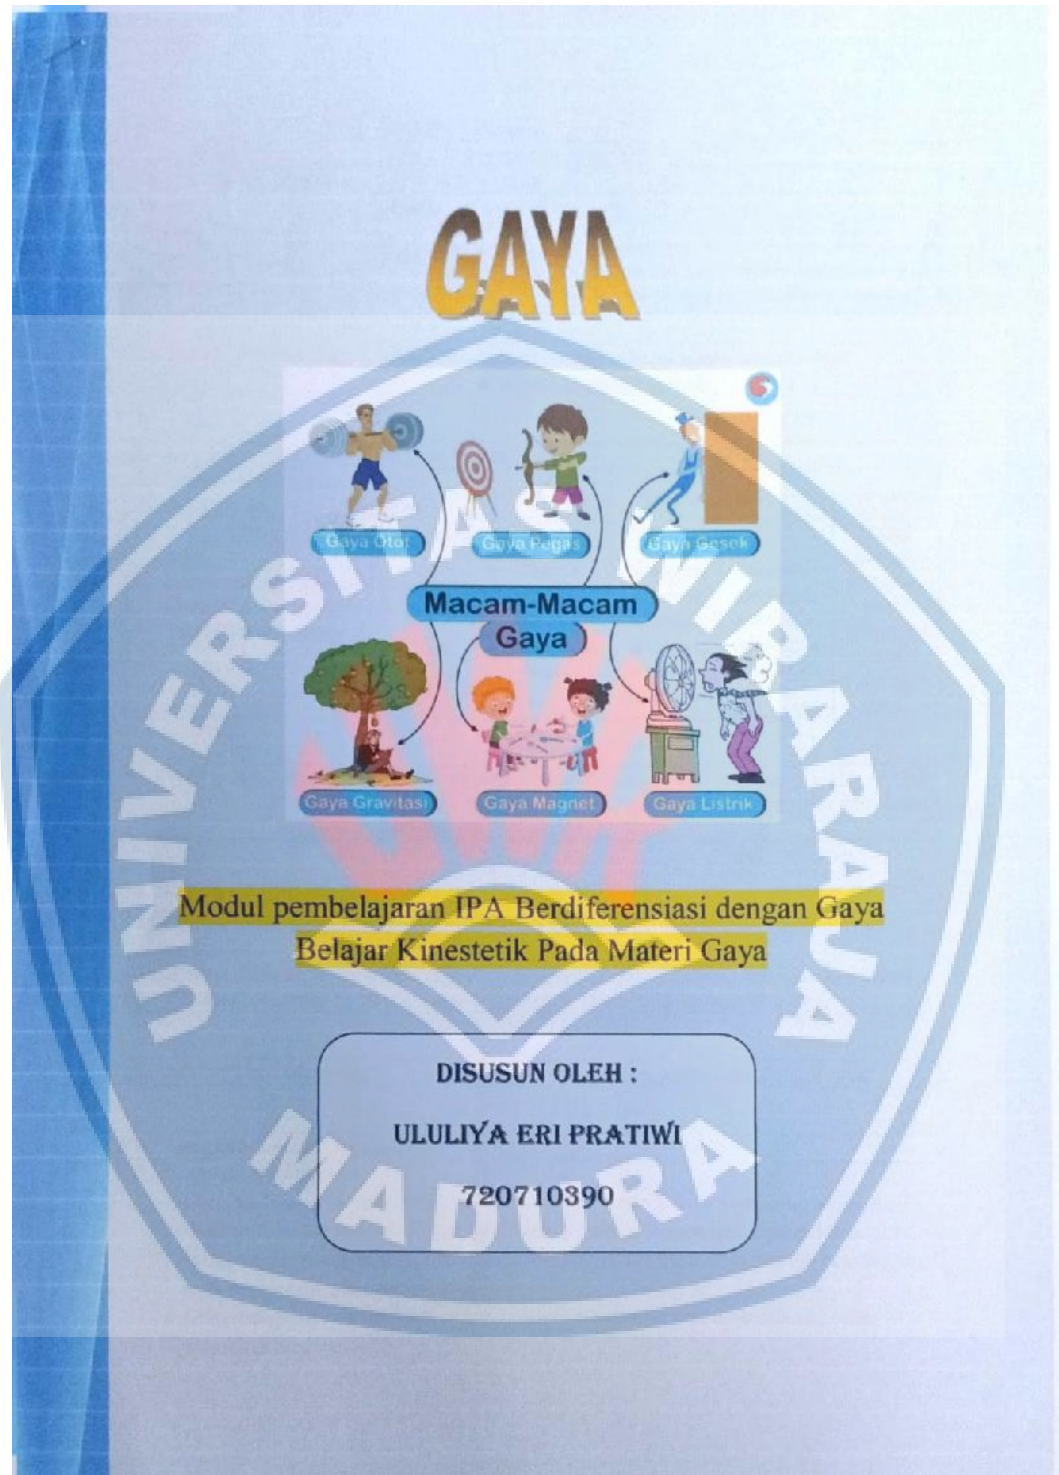 GAYA
Gaya Otot
Gaya Pegas
Gaya Gesek
Macam-Macam
Gaya
Gaya Gravitasi
Gaya Magnet
Gaya Listrik
Modul pembelajaran IPA Berdiferensiasi dengan Gaya
Belajar Kinestetik Pada Materi Gaya
DISUSUN OLEH :
ULULIYA ERI PRATIWI
720710390
UNIVERSITAS WIRARAJA
MADURA